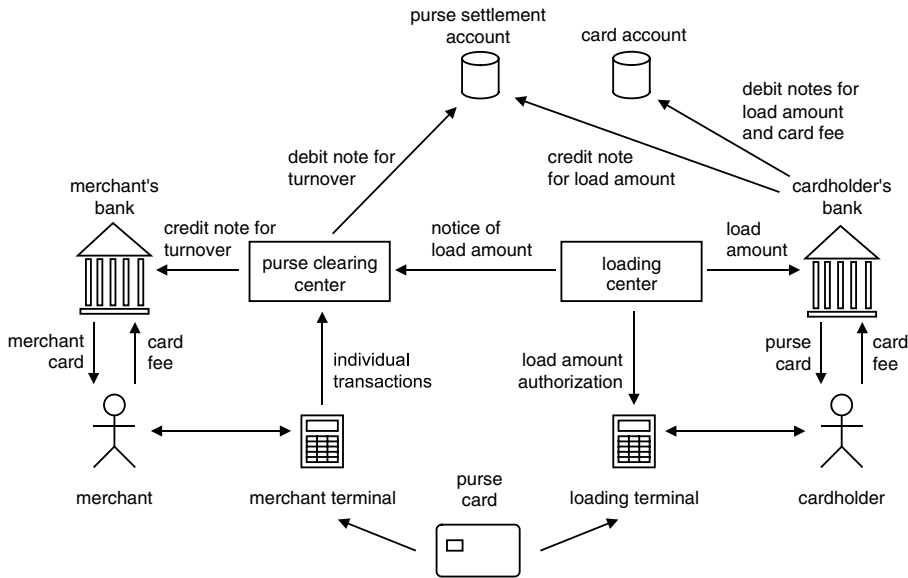 purse settlement
account
card account
debit notes for
load amount
and card fee
debit note for
turnover
credit note
for load amount
merchant's
bank
cardholder's
bank
credit note for
turnover
notice of
load amount
load
amount
purse clearing
center
loading
center
merchant
card
card
fee
individual
transactions
load amount
authorization
purse
card
card
fee
merchant
merchant terminal
purse
card
loading terminal
cardholder